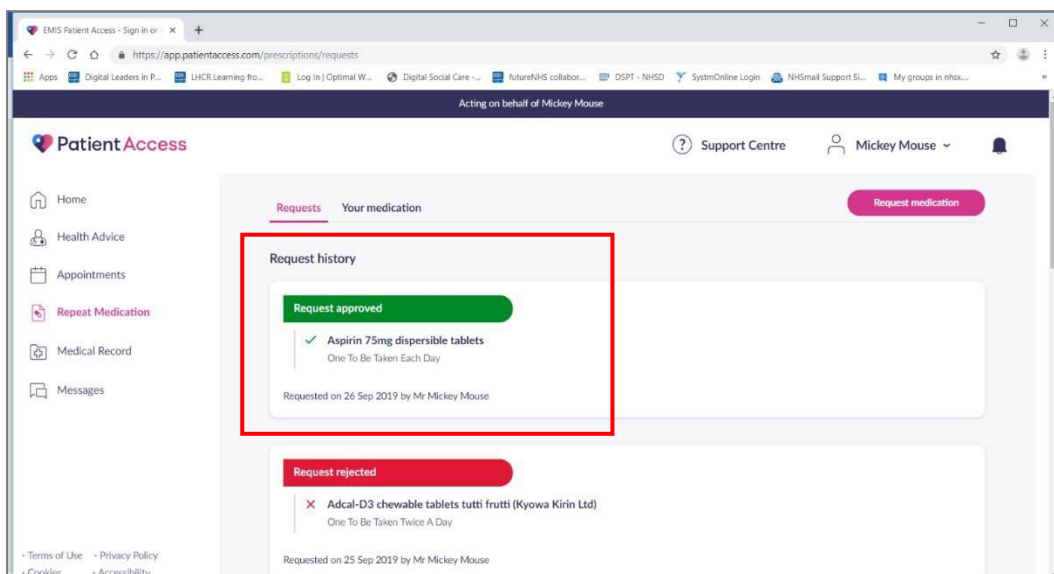 EMIS Patient Access - Sign in or
https://app.patientaccess.com/prescriptions/requests
Apps Digital Leaders in P... LHCR Learning fro... Log In | Optimal W... Digital Social Care -... futureNHS collabor... DSPT - NHSD SystmOnline Login NHSmail Support Si... My groups in nhsx....
Acting on behalf of Mickey Mouse
Patient Access
? Support Centre
Mickey Mouse
Home
Health Advice
Appointments
Repeat Medication
Medical Record
Messages
Requests Your medication
Request medication
Request history
Request approved
Aspirin 75mg dispersible tablets
One To Be Taken Each Day
Requested on 26 Sep 2019 by Mr Mickey Mouse
Request rejected
Adcal-D3 chewable tablets tutti frutti (Kyowa Kirin Ltd)
One To Be Taken Twice A Day
Requested on 25 Sep 2019 by Mr Mickey Mouse
· Terms of Use · Privacy Policy
· Cookies · Accessibility